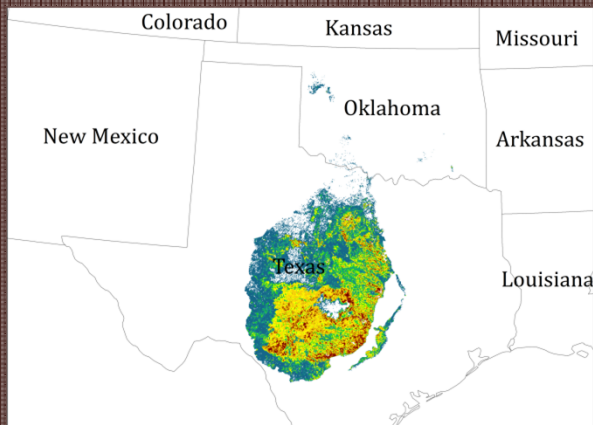 Colorado
Kansas
Missouri
Oklahoma
New Mexico
Arkansas
Texas
Louisiana